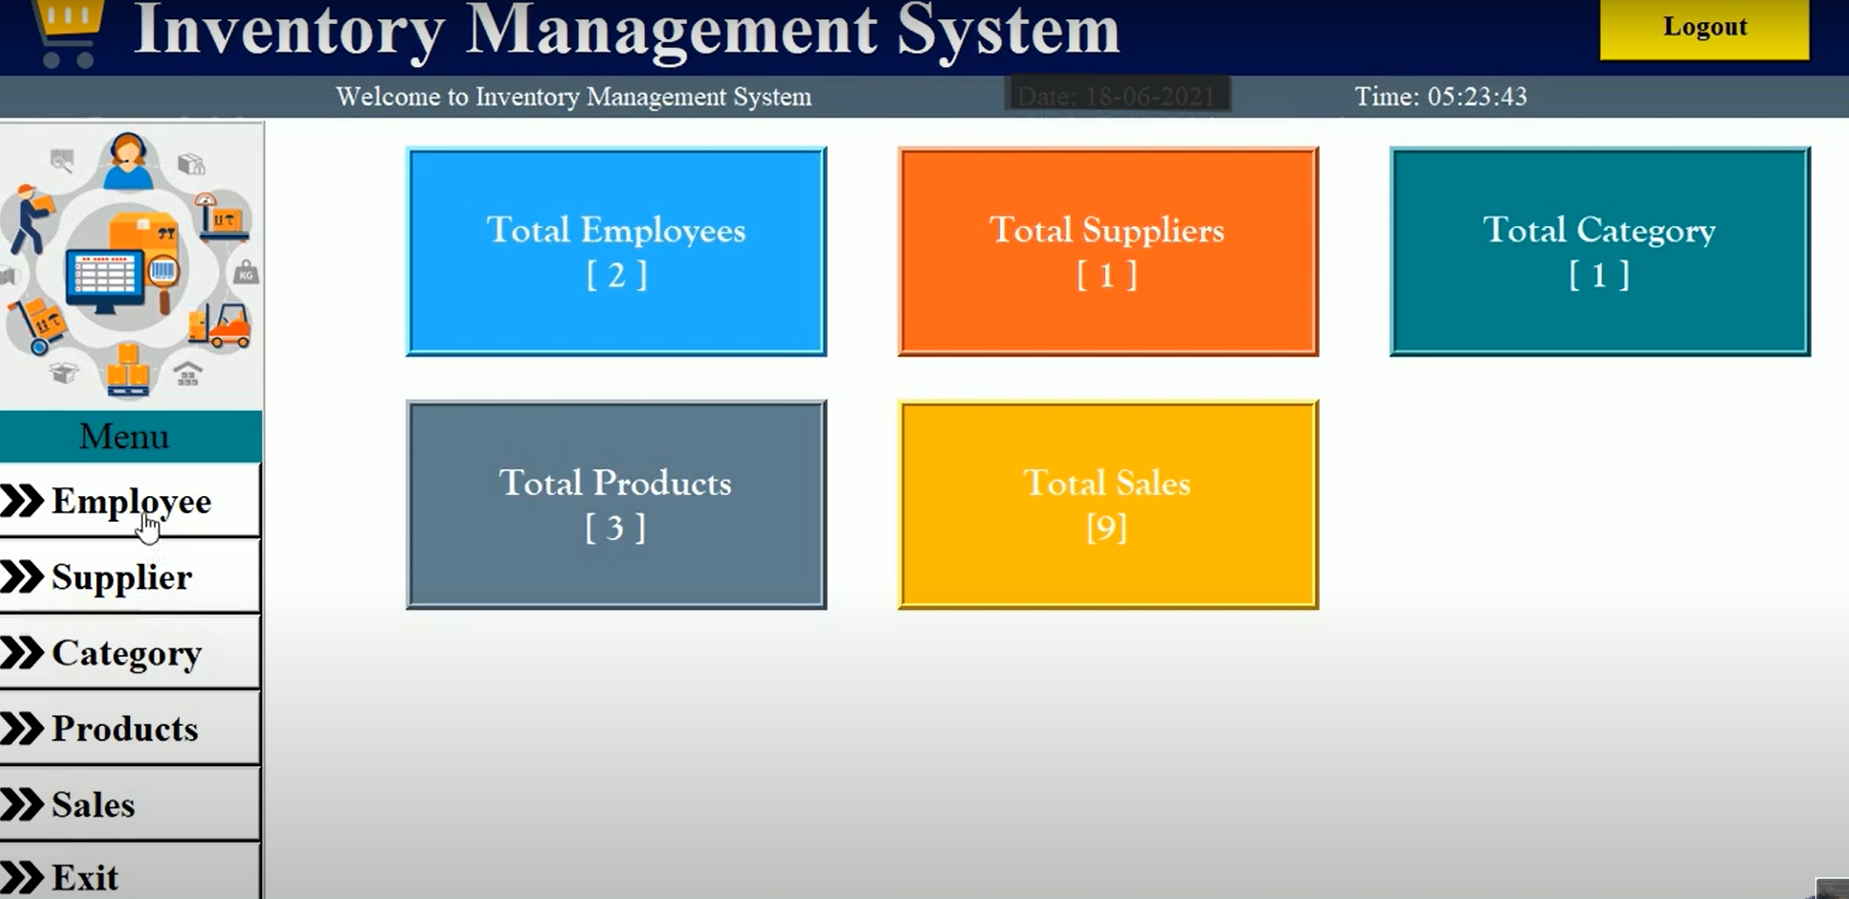 Inventory Management System
Logout
Welcome to Inventory Management System
Date: 18-06-2021
Time: 05:23:43
Total Employees
[ 2 ]
Total Suppliers
[ 1 ]
Total Category
[ 1 ]
KG
Menu
Total Products
[ 3 ]
Total Sales
[9]
Employee
Supplier
Category
Products
Sales
Exit